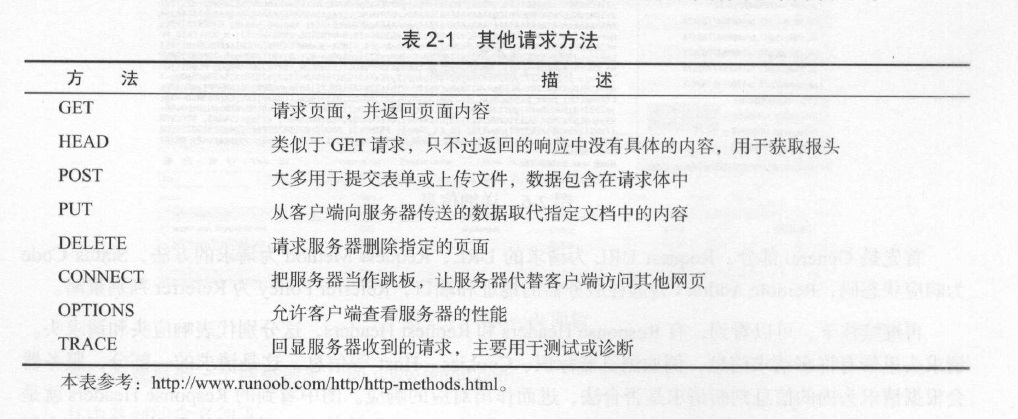 表 2-1 其他请求方法
方 法 描 述
GET 请求页面，并返回页面内容
HEAD 类似于 GET 请求，只不过返回的响应中没有具体的内容，用于获取报头
POST 大多用于提交表单或上传文件，数据包含在请求体中
PUT 从客户端向服务器传送的数据取代指定文档中的内容
DELETE 请求服务器删除指定的页面
CONNECT 把服务器当作跳板，让服务器代替客户端访问其他网页
OPTIONS 允许客户端查看服务器的性能
TRACE 回显服务器收到的请求，主要用于测试或诊断
本表参考：http://www.runoob.com/http/http-methods.html。